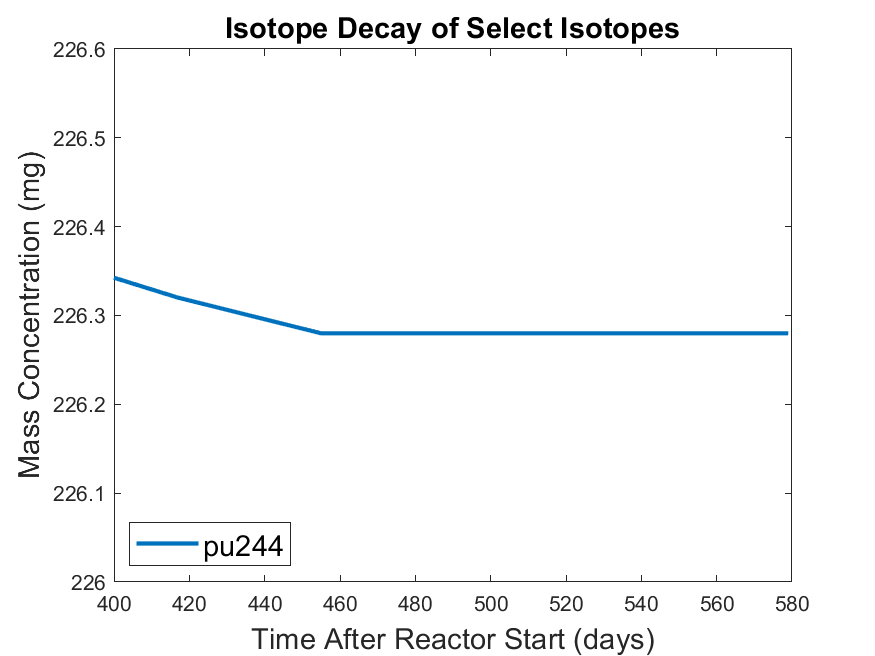 Isotope Decay of Select Isotopes
226.6
226.5
226.4
226.3
226.2
226.1
226
Mass Concentration (mg)
pu244
400 420 440 460 480 500 520 540 560 580
Time After Reactor Start (days)